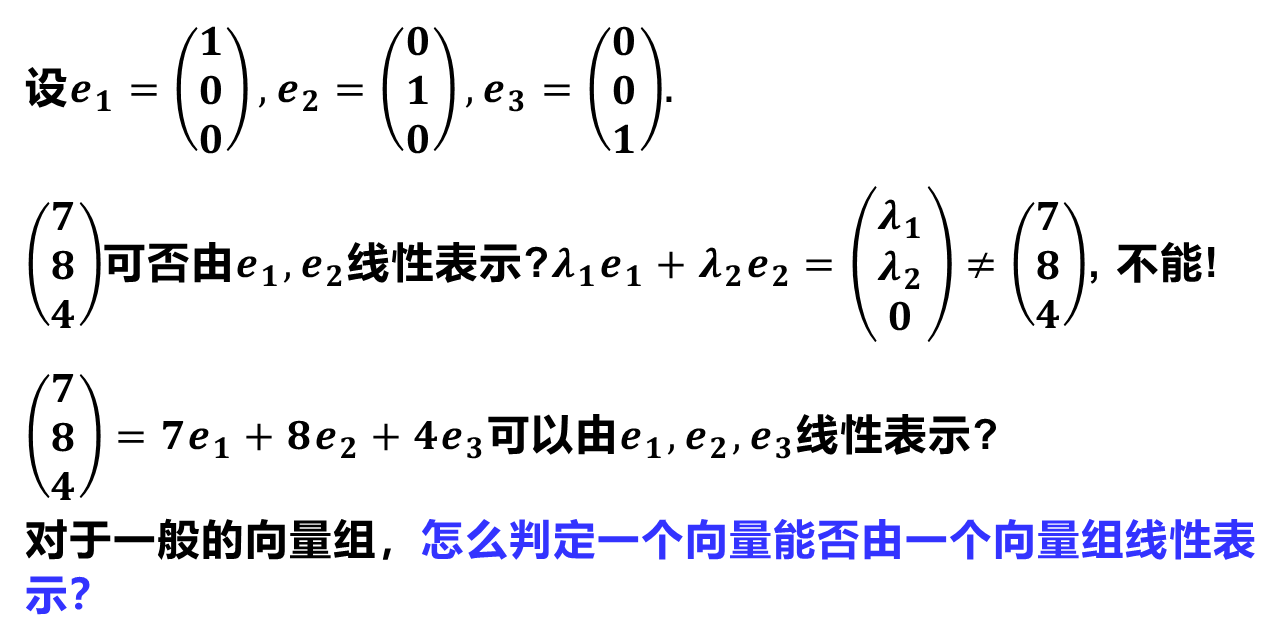 设e₁ = (1 0 0), e₂ = (0 1 0), e₃ = (0 0 1).
(7 8 4)可否由e₁, e₂线性表示?λ₁e₁ + λ₂e₂ = (λ₁ λ₂ 0) ≠ (7 8 4), 不能!
(7 8 4) = 7e₁ + 8e₂ + 4e₃可以由e₁, e₂, e₃线性表示?
对于一般的向量组，怎么判定一个向量能否由一个向量组线性表
示?